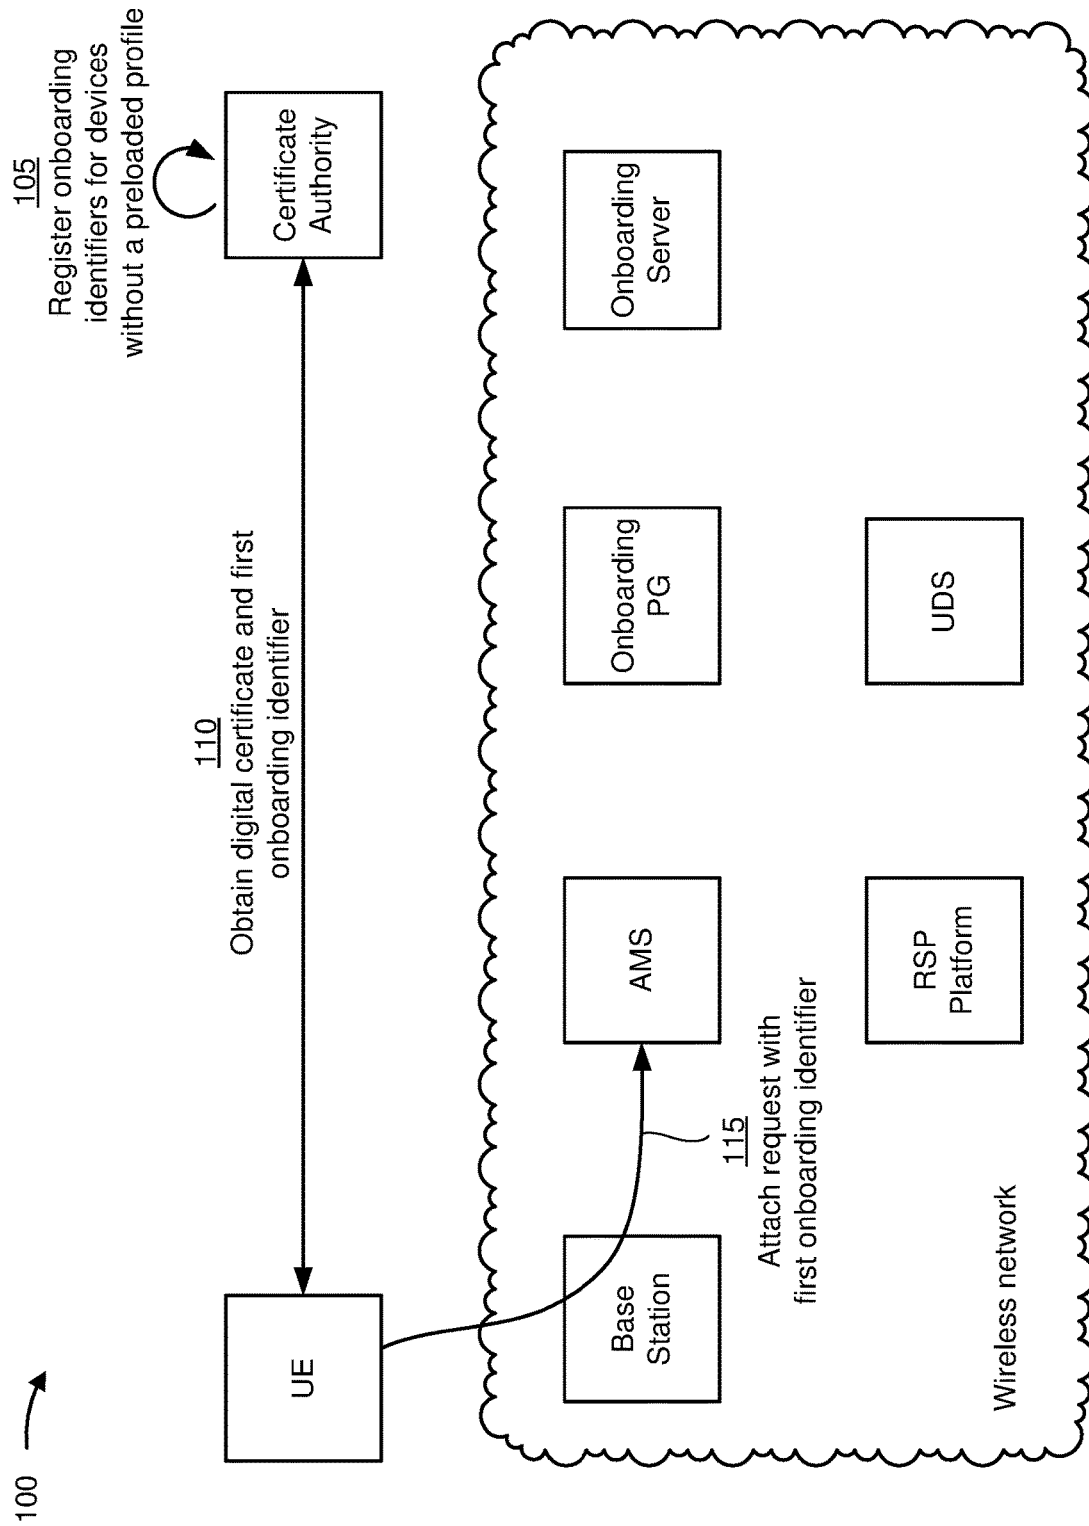 100
105
Register onboarding
identifiers for devices
without a preloaded profile
110
Obtain digital certificate and first
onboarding identifier
UE
Certificate
Authority
Base
Station
AMS
Onboarding
PG
Onboarding
Server
115
Attach request with
first onboarding identifier
RSP
Platform
UDS
Wireless network